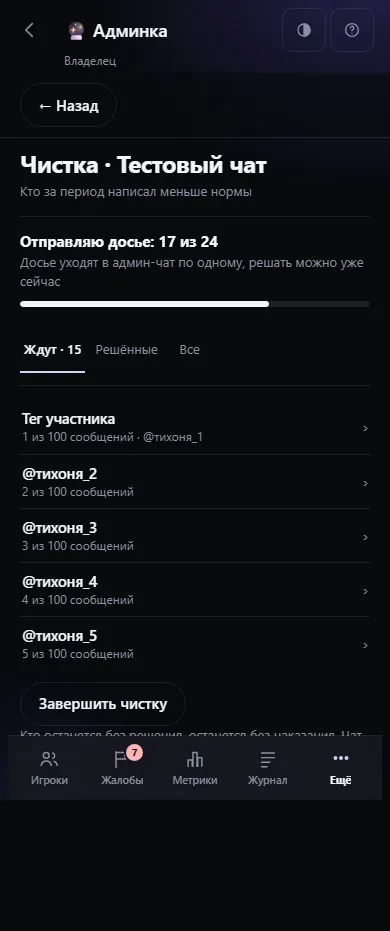 Админка
Владелец
← Назад
Чистка · Тестовый чат
Кто за период написал меньше нормы
Отправляю досье: 17 из 24
Досье уходят в админ-чат по одному, решать можно уже
сейчас
Ждут · 15 Решённые Все
Тег участника
1 из 100 сообщений · @тихоня_1
@тихоня_2
2 из 100 сообщений
@тихоня_3
3 из 100 сообщений
@тихоня_4
4 из 100 сообщений
@тихоня_5
5 из 100 сообщений
Завершить чистку
Кто останется без решения, останется без наказания. Чат
7
Игроки Жалобы Метрики Журнал Ещё